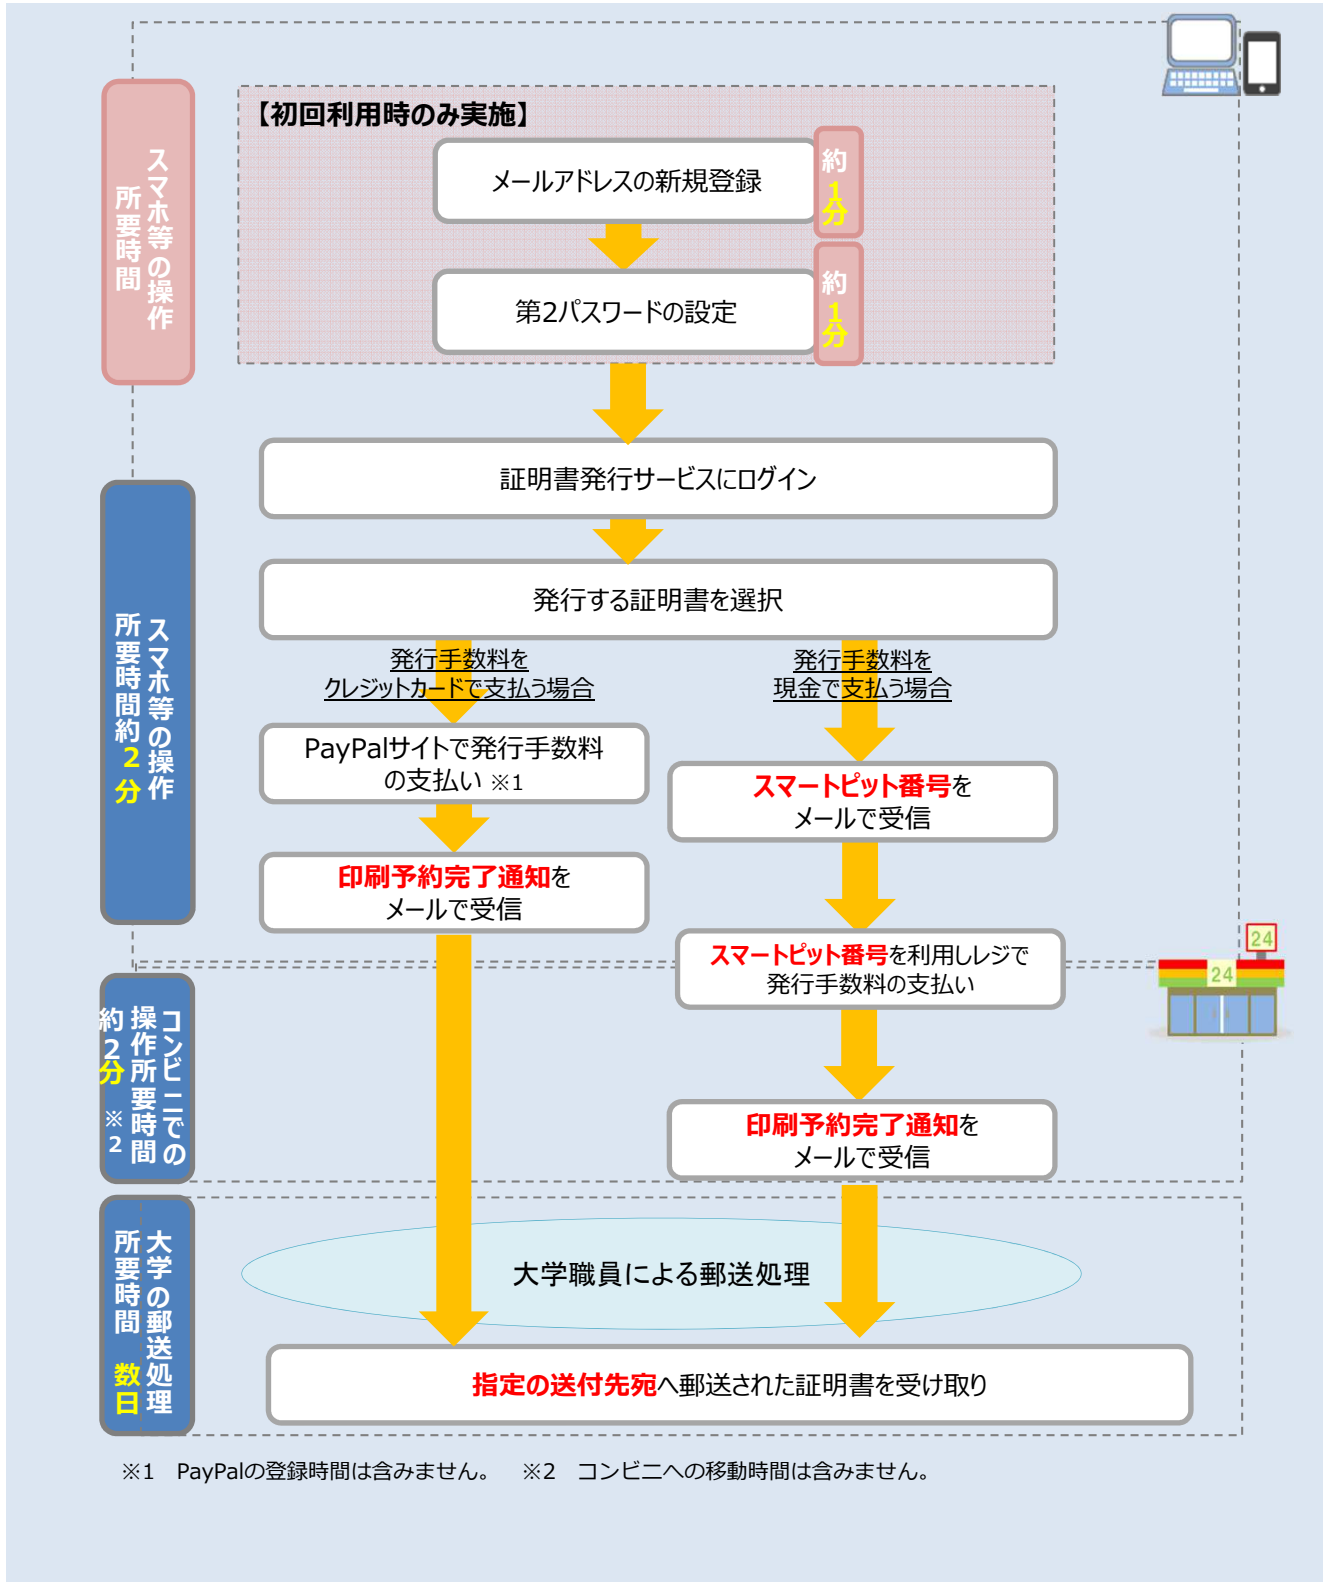 【初回利用時のみ実施】
スマホ等の操作
所要時間
メールアドレスの新規登録
約1分
第2パスワードの設定
約1分
証明書発行サービスにログイン
発行する証明書を選択
スマホ等の操作
所要時間約2分
発行手数料を
クレジットカードで支払う場合
発行手数料を
現金で支払う場合
PayPalサイトで発行手数料
の支払い ※1
スマートピット番号を
メールで受信
印刷予約完了通知を
メールで受信
24
24
スマートピット番号を利用しレジで
発行手数料の支払い
コンビニでの
操作所要時間
約2分 ※2
印刷予約完了通知を
メールで受信
大学の郵送処理
所要時間 数日
大学職員による郵送処理
指定の送付先宛へ郵送された証明書を受け取り
※1 PayPalの登録時間は含みません。 ※2 コンビニへの移動時間は含みません。